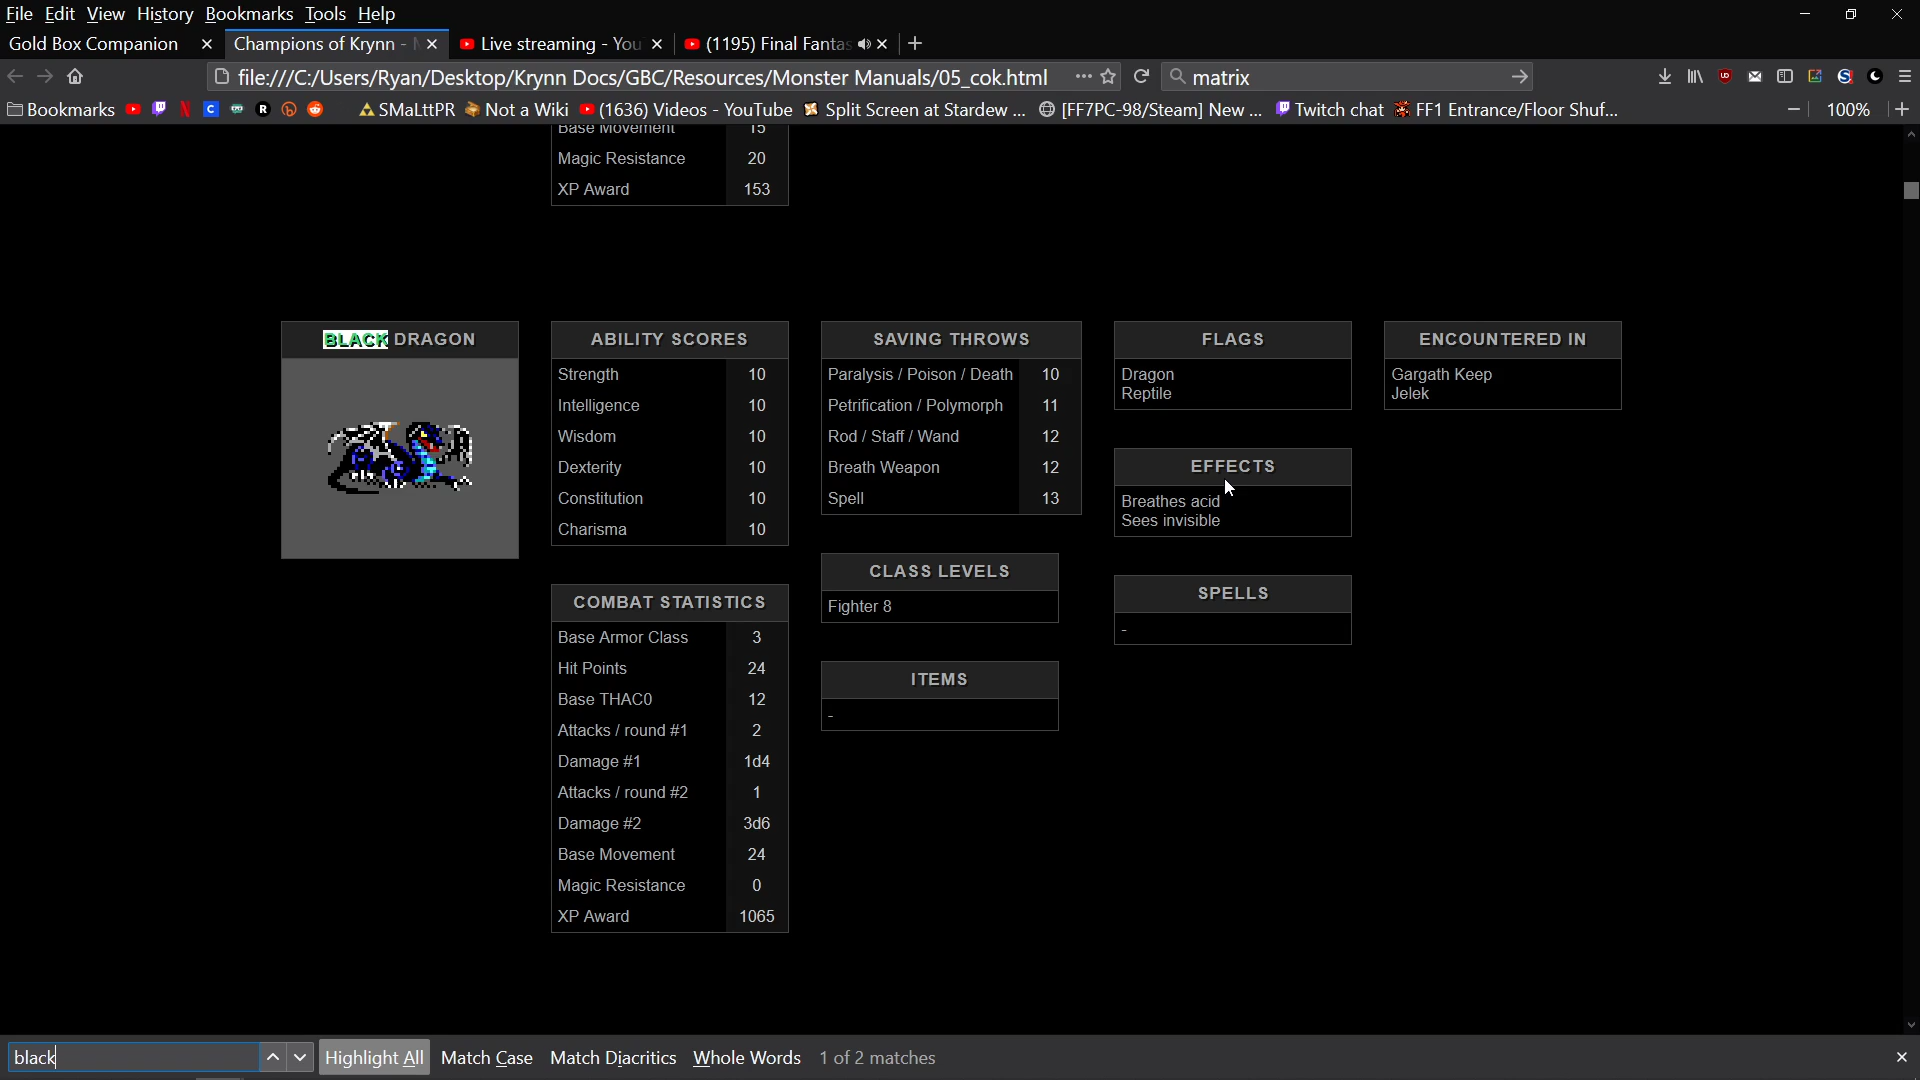 File Edit View History Bookmarks Tools Help
Gold Box Companion
Champions of Krynn -
Live streaming - You
(1195) Final Fantas
file:///C:/Users/Ryan/Desktop/Krynn Docs/GBC/Resources/Monster Manuals/05_cok.html
matrix
Bookmarks
SMaLttPR
Not a Wiki
(1636) Videos - YouTube
Split Screen at Stardew ...
[FF7PC-98/Steam] New ...
Twitch chat
FF1 Entrance/Floor Shuf...
100%
Base Movement 15
Magic Resistance 20
XP Award 153
BLACK DRAGON
ABILITY SCORES
Strength 10
Intelligence 10
Wisdom 10
Dexterity 10
Constitution 10
Charisma 10
COMBAT STATISTICS
Base Armor Class 3
Hit Points 24
Base THAC0 12
Attacks / round #1 2
Damage #1 1d4
Attacks / round #2 1
Damage #2 3d6
Base Movement 24
Magic Resistance 0
XP Award 1065
SAVING THROWS
Paralysis / Poison / Death 10
Petrification / Polymorph 11
Rod / Staff / Wand 12
Breath Weapon 12
Spell 13
CLASS LEVELS
Fighter 8
ITEMS
-
FLAGS
Dragon
Reptile
EFFECTS
Breathes acid
Sees invisible
SPELLS
-
ENCOUNTERED IN
Gargath Keep
Jelek
black
Highlight All Match Case Match Diacritics Whole Words 1 of 2 matches